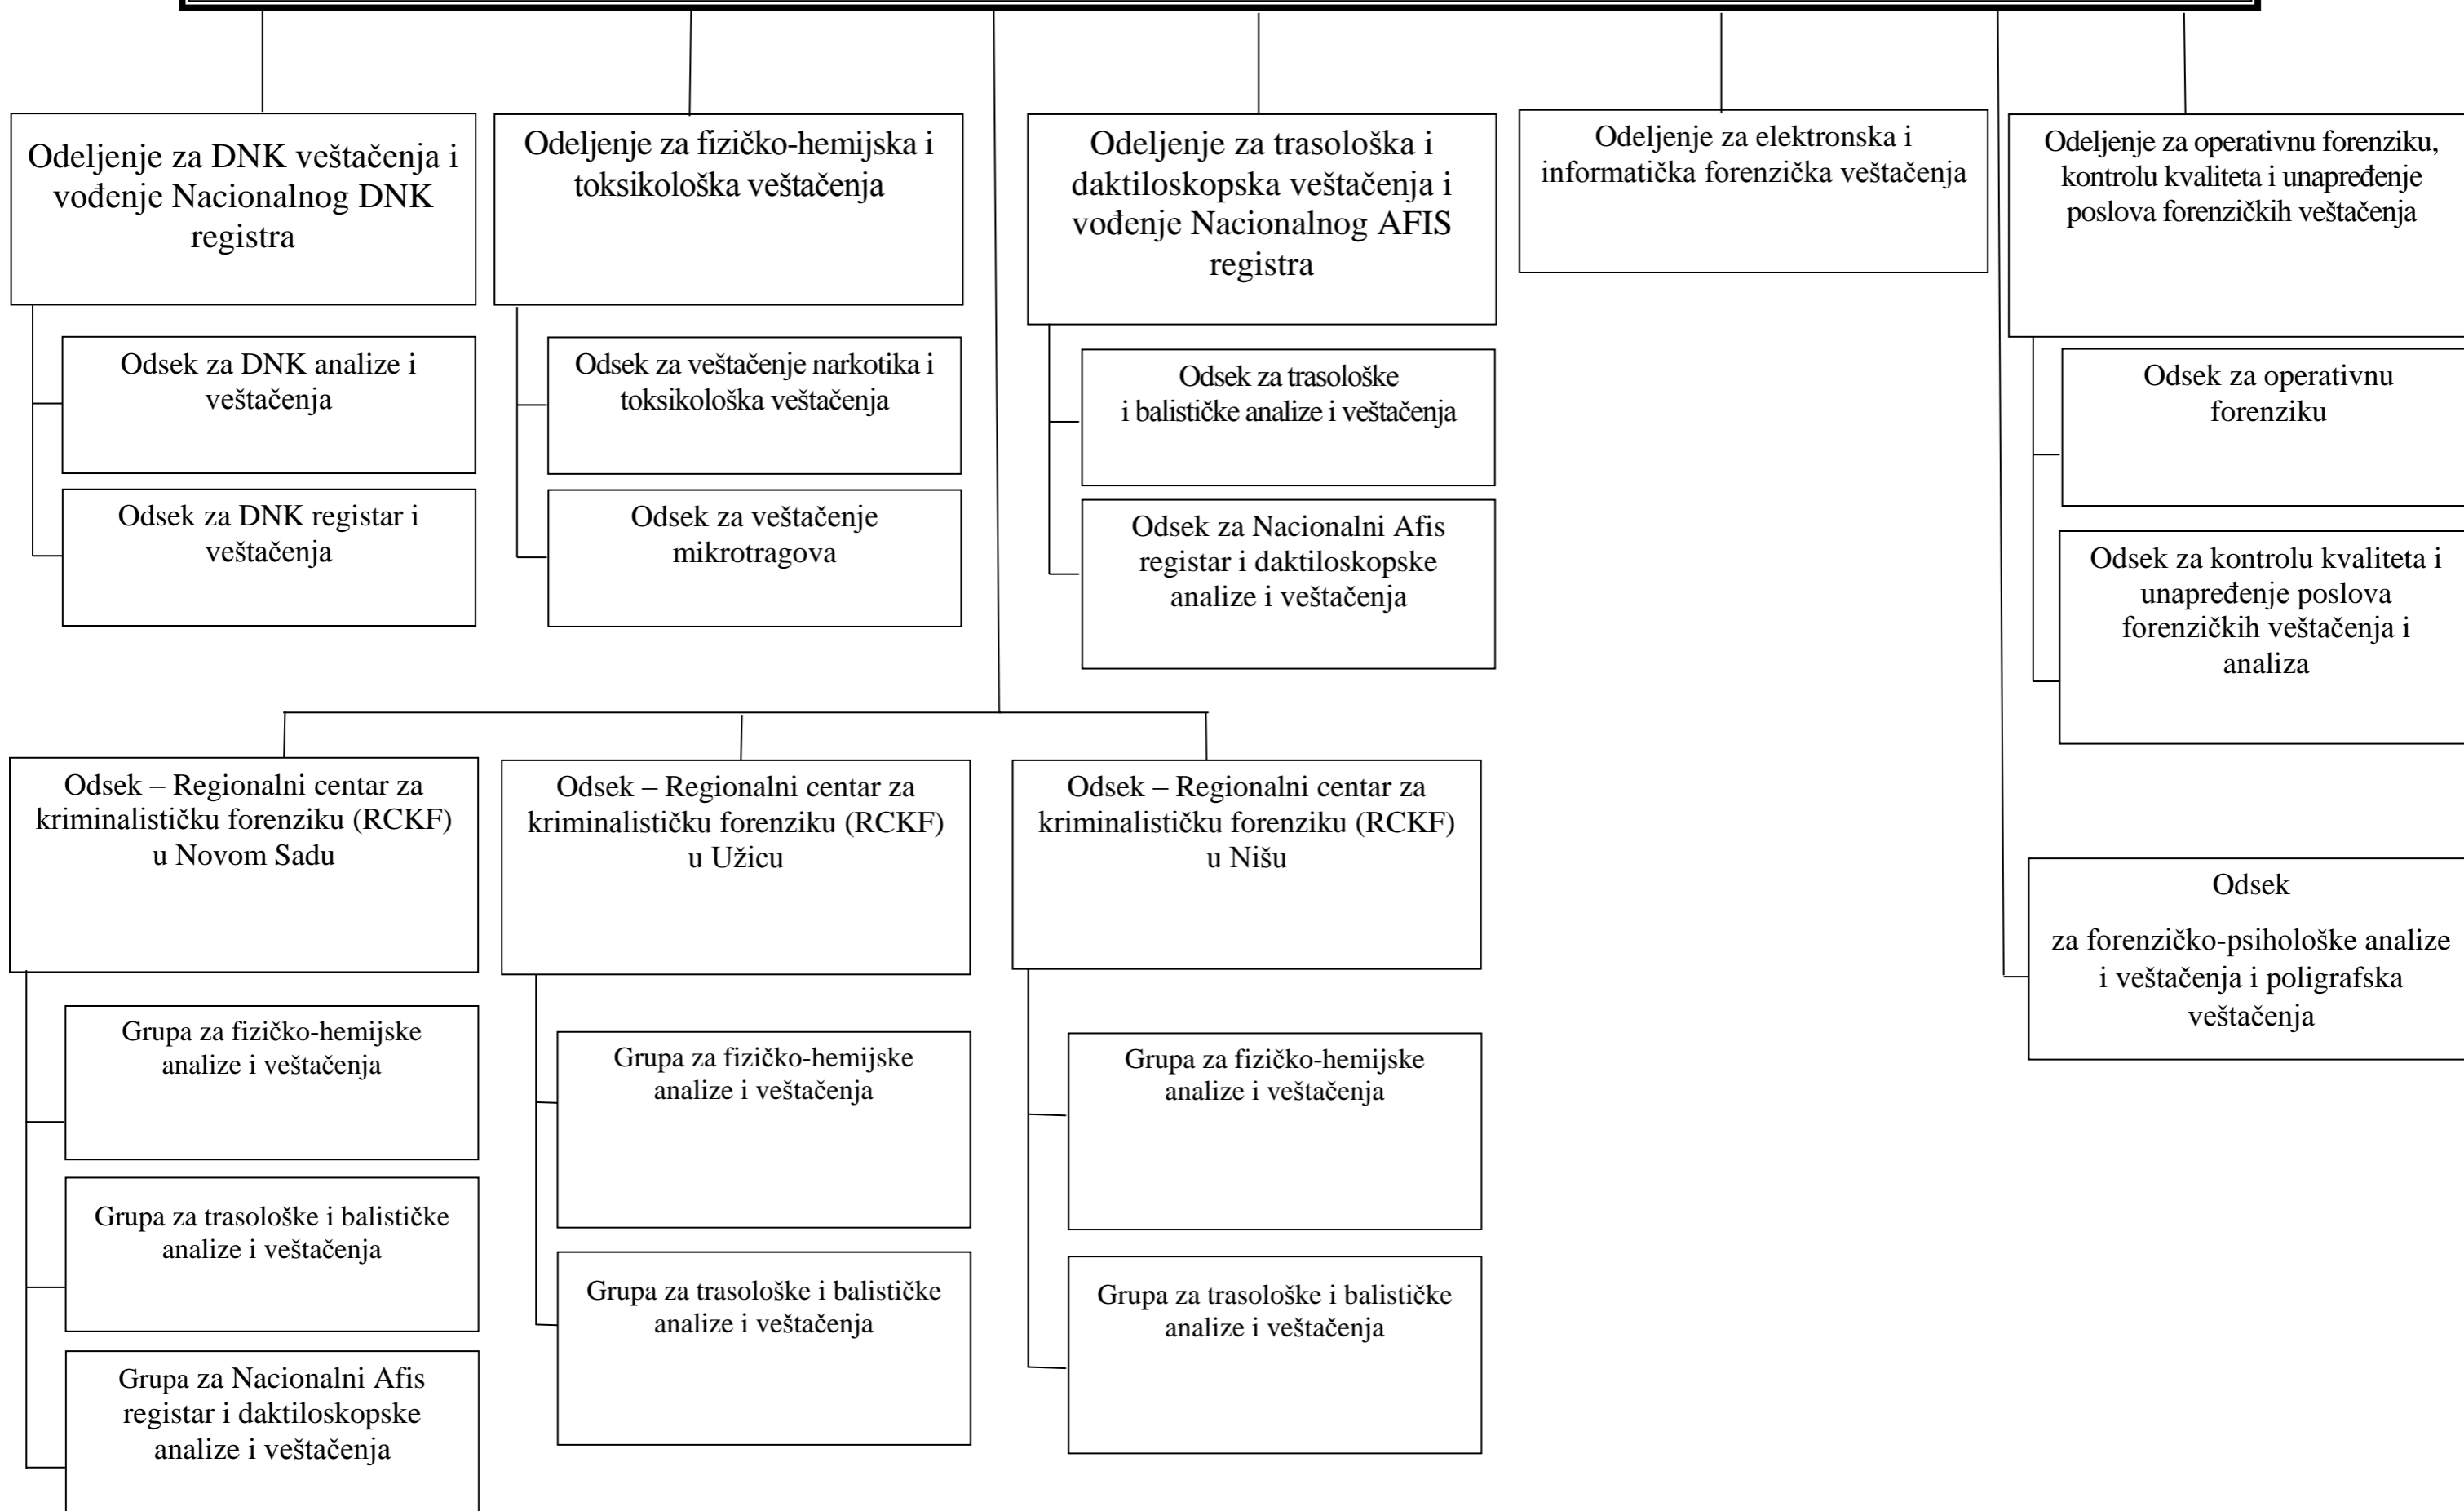 Odeljenje za DNK veštačenja i
vođenje Nacionalnog DNK
registra
Odsek za DNK analize i
veštačenja
Odsek za DNK registar i
veštačenja
Odeljenje za fizičko-hemijska i
toksikološka veštačenja
Odsek za veštačenje narkotika i
toksikološka veštačenja
Odsek za veštačenje
mikrotragova
Odeljenje za trasološka i
daktiloskopska veštačenja i
vođenje Nacionalnog AFIS
registra
Odsek za trasološke
i balističke analize i veštačenja
Odsek za Nacionalni Afis
registar i daktiloskopske
analize i veštačenja
Odeljenje za elektronska i
informatička forenzička veštačenja
Odeljenje za operativnu forenziku,
kontrolu kvaliteta i unapređenje
poslova forenzičkih veštačenja
Odsek za operativnu
forenziku
Odsek za kontrolu kvaliteta i
unapređenje poslova
forenzičkih veštačenja i
analiza
Odsek – Regionalni centar za
kriminalističku forenziku (RCKF)
u Novom Sadu
Grupa za fizičko-hemijske
analize i veštačenja
Grupa za trasološke i balističke
analize i veštačenja
Grupa za Nacionalni Afis
registar i daktiloskopske
analize i veštačenja
Odsek – Regionalni centar za
kriminalističku forenziku (RCKF)
u Užicu
Grupa za fizičko-hemijske
analize i veštačenja
Grupa za trasološke i balističke
analize i veštačenja
Odsek – Regionalni centar za
kriminalističku forenziku (RCKF)
u Nišu
Grupa za fizičko-hemijske
analize i veštačenja
Grupa za trasološke i balističke
analize i veštačenja
Odsek
za forenzičko-psihološke analize
i veštačenja i poligrafska
veštačenja